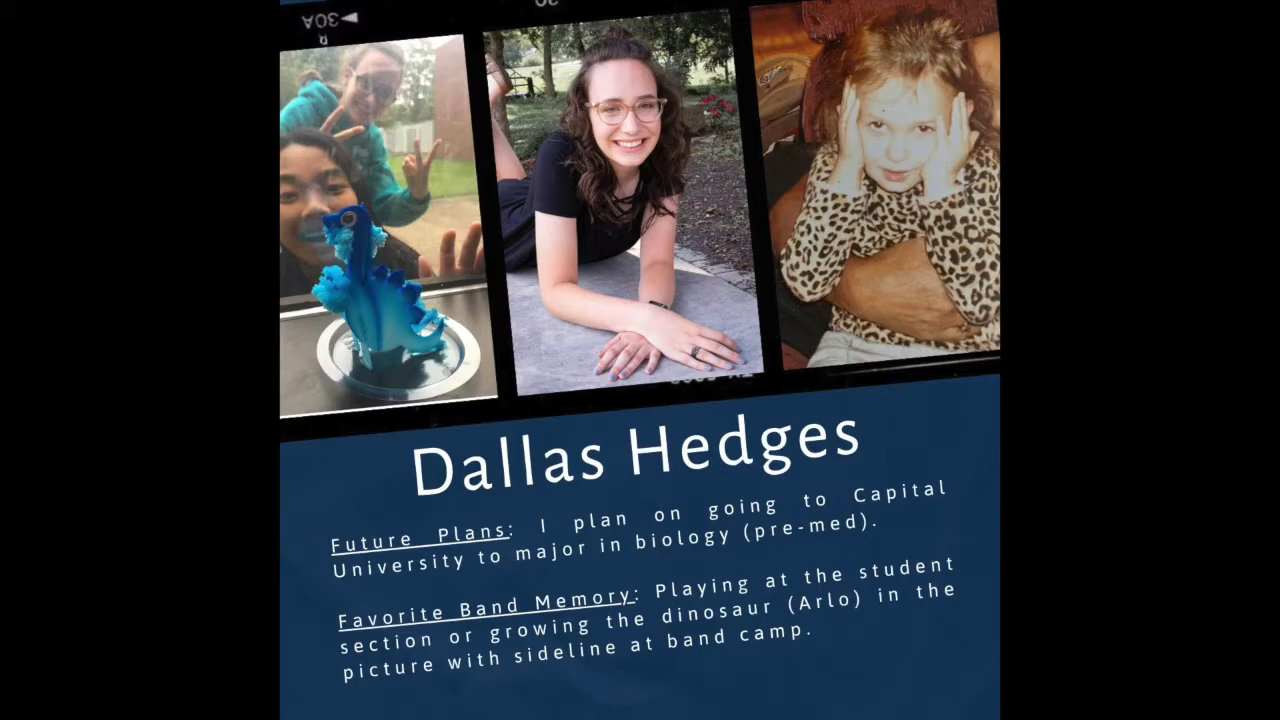 30A
Dallas Hedges
Future Plans: I plan on going to Capital
University to major in biology (pre-med).
Favorite Band Memory: Playing at the student
section or growing the dinosaur (Arlo) in the
picture with sideline at band camp.